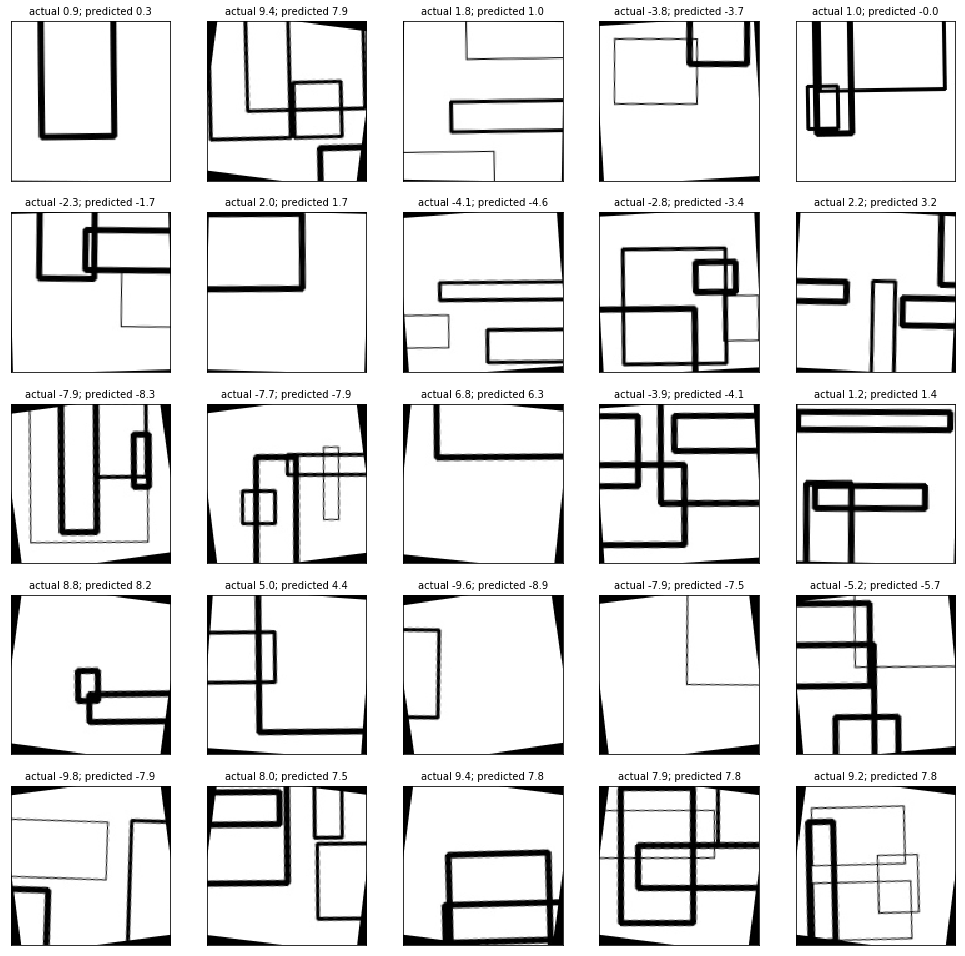 actual 0.9; predicted 0.3
actual 9.4; predicted 7.9
actual 1.8; predicted 1.0
actual -3.8; predicted -3.7
actual 1.0; predicted -0.0
actual -2.3; predicted -1.7
actual 2.0; predicted 1.7
actual -4.1; predicted -4.6
actual -2.8; predicted -3.4
actual 2.2; predicted 3.2
actual -7.9; predicted -8.3
actual -7.7; predicted -7.9
actual 6.8; predicted 6.3
actual -3.9; predicted -4.1
actual 1.2; predicted 1.4
actual 8.8; predicted 8.2
actual 5.0; predicted 4.4
actual -9.6; predicted -8.9
actual -7.9; predicted -7.5
actual -5.2; predicted -5.7
actual -9.8; predicted -7.9
actual 8.0; predicted 7.5
actual 9.4; predicted 7.8
actual 7.9; predicted 7.8
actual 9.2; predicted 7.8